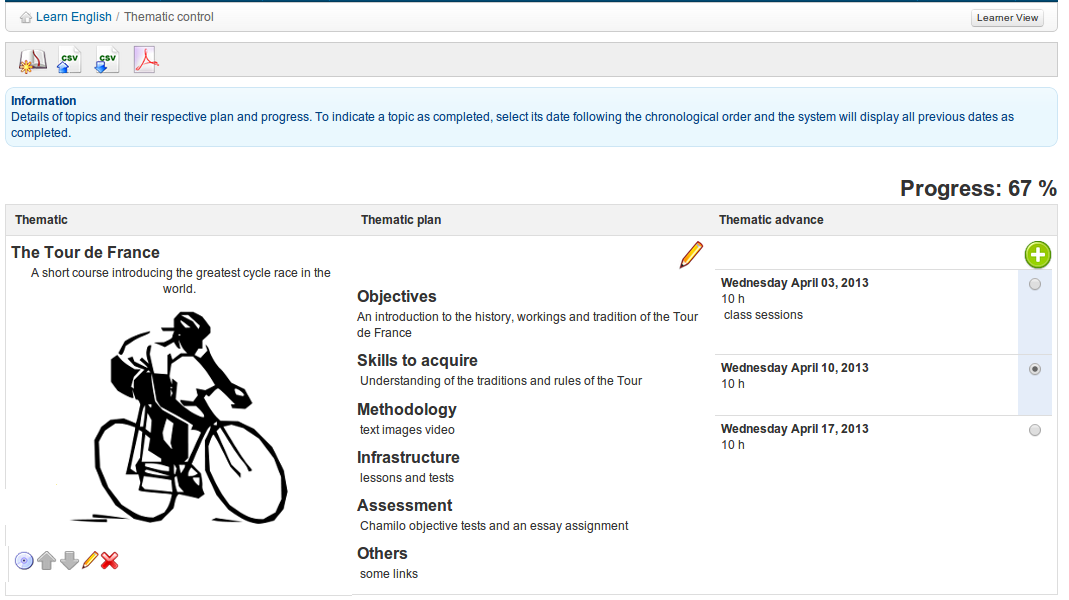 Learn English / Thematic control
Learner View
csv
csv
Information
Details of topics and their respective plan and progress. To indicate a topic as completed, select its date following the chronological order and the system will display all previous dates as
completed.
Progress: 67 %
Thematic
Thematic plan
Thematic advance
The Tour de France
A short course introducing the greatest cycle race in the
world.
Objectives
An introduction to the history, workings and tradition of the Tour
de France
Skills to acquire
Understanding of the traditions and rules of the Tour
Methodology
text images video
Infrastructure
lessons and tests
Assessment
Chamilo objective tests and an essay assignment
Others
some links
Wednesday April 03, 2013
10 h
class sessions
Wednesday April 10, 2013
10 h
Wednesday April 17, 2013
10 h